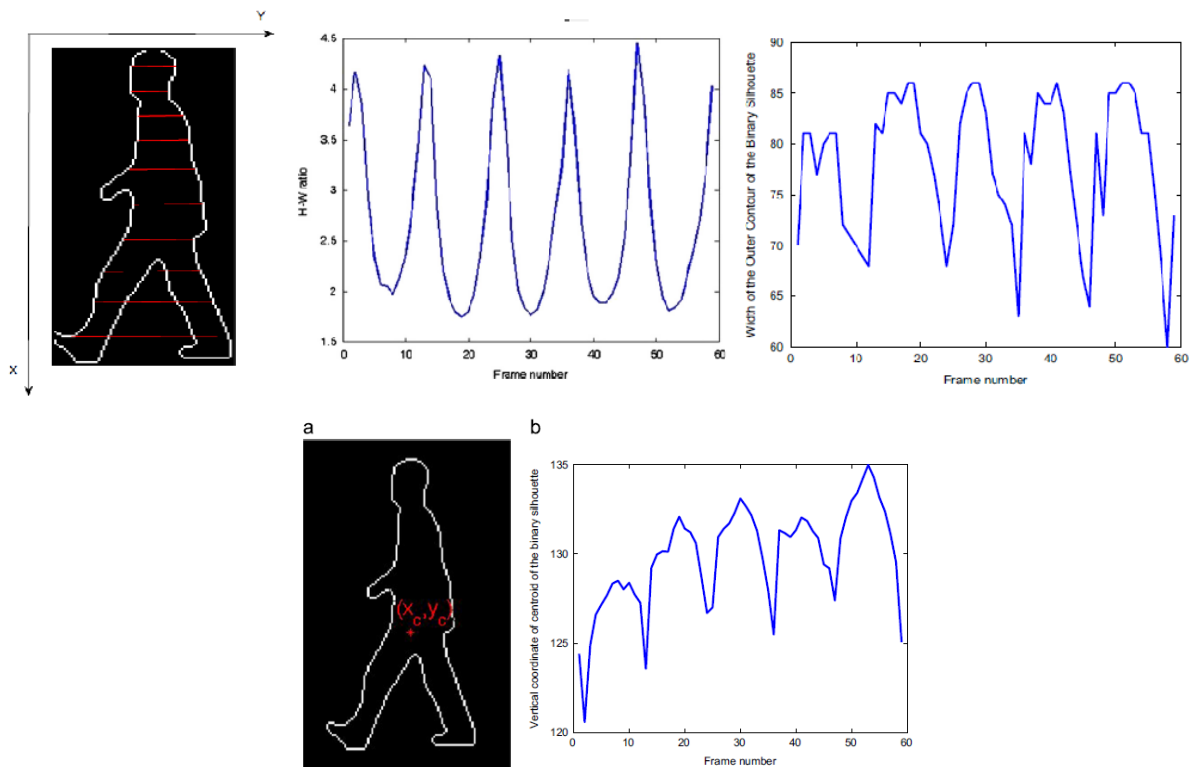 Y
X
4.5
4
3.5
3
2.5
2
1.5
0 10 20 30 40 50 60
H-W ratio
Frame number
90
85
80
75
70
65
60
0 10 20 30 40 50 60
Width of the Outer Contour of the Binary Silhouette
Frame number
a
(x_c,y_c)
b
135
130
125
120
0 10 20 30 40 50 60
Vertical coordinate of centroid of the binary silhouette
Frame number